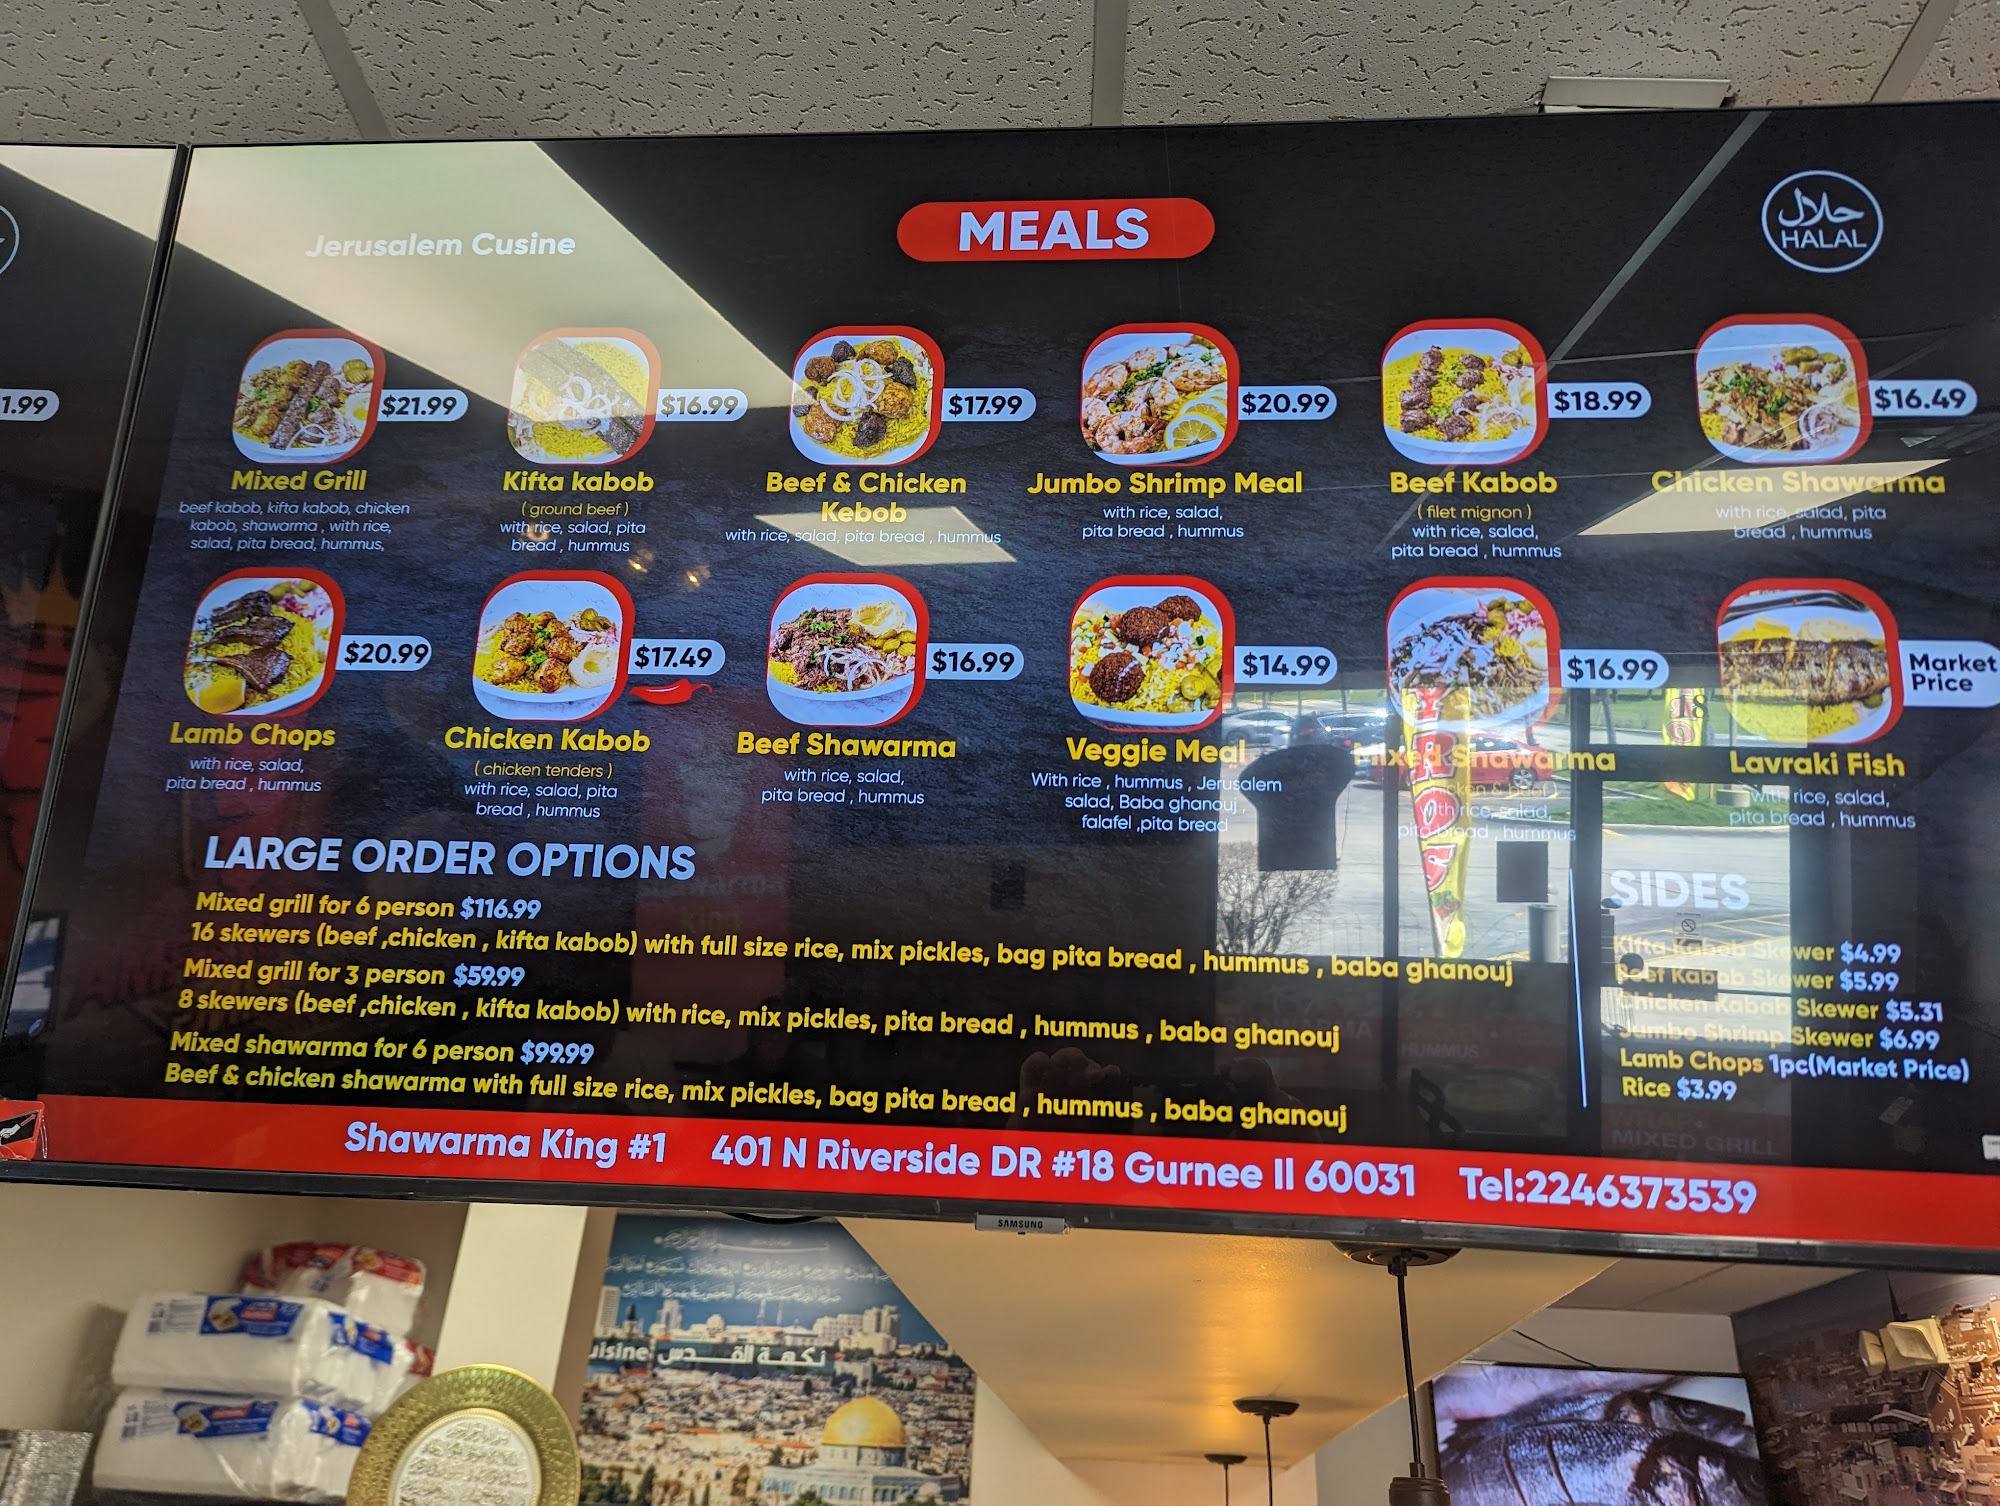 1.99
Jerusalem Cusine
MEALS
حلال
HALAL
$21.99
Mixed Grill
beef kabob, kifta kabob, chicken
kabob, shawarma , with rice,
salad, pita bread, hummus,
$16.99
Kifta kabob
( ground beef )
with rice, salad, pita
bread , hummus
$17.99
Beef & Chicken
Kebob
with rice, salad, pita bread , hummus
$20.99
Jumbo Shrimp Meal
with rice, salad,
pita bread , hummus
$18.99
Beef Kabob
( filet mignon )
with rice, salad,
pita bread , hummus
$16.49
Chicken Shawarma
with rice, salad, pita
bread , hummus
$20.99
Lamb Chops
with rice, salad,
pita bread , hummus
$17.49
Chicken Kabob
( chicken tenders )
with rice, salad, pita
bread , hummus
$16.99
Beef Shawarma
with rice, salad,
pita bread , hummus
$14.99
Veggie Meal
With rice , hummus , Jerusalem
salad, Baba ghanouj ,
falafel ,pita bread
$16.99
Mixed Shawarma
(chicken & beef)
with rice, salad,
pita bread , hummus
Market
Price
Lavraki Fish
with rice, salad,
pita bread , hummus
LARGE ORDER OPTIONS
Mixed grill for 6 person $116.99
16 skewers (beef ,chicken , kifta kabob) with full size rice, mix pickles, bag pita bread , hummus , baba ghanouj
Mixed grill for 3 person $59.99
8 skewers (beef ,chicken , kifta kabob) with rice, mix pickles, pita bread , hummus , baba ghanouj
Mixed shawarma for 6 person $99.99
Beef & chicken shawarma with full size rice, mix pickles, bag pita bread , hummus , baba ghanouj
SIDES
Kifta Kabob Skewer $4.99
Beef Kabob Skewer $5.99
Chicken Kabab Skewer $5.31
Jumbo Shrimp Skewer $6.99
Lamb Chops 1pc(Market Price)
Rice $3.99
MIXED GRILL
Shawarma King #1 401 N Riverside DR #18 Gurnee Il 60031 Tel:2246373539
SAMSUNG
uisine نكهة القدس